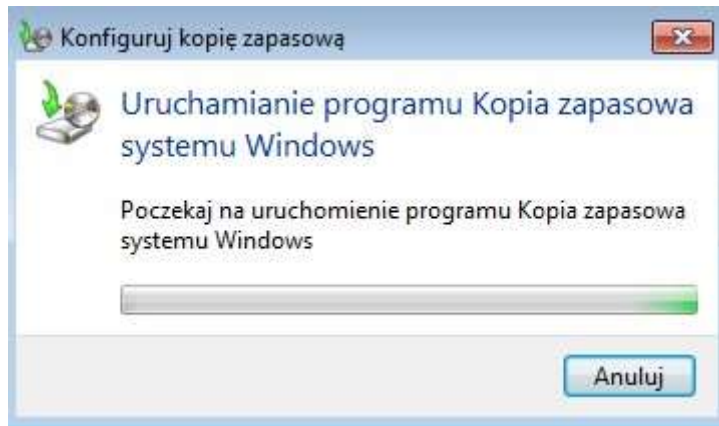 Konfiguruj kopię zapasową
Uruchamianie programu Kopia zapasowa
systemu Windows
Poczekaj na uruchomienie programu Kopia zapasowa
systemu Windows
Anuluj